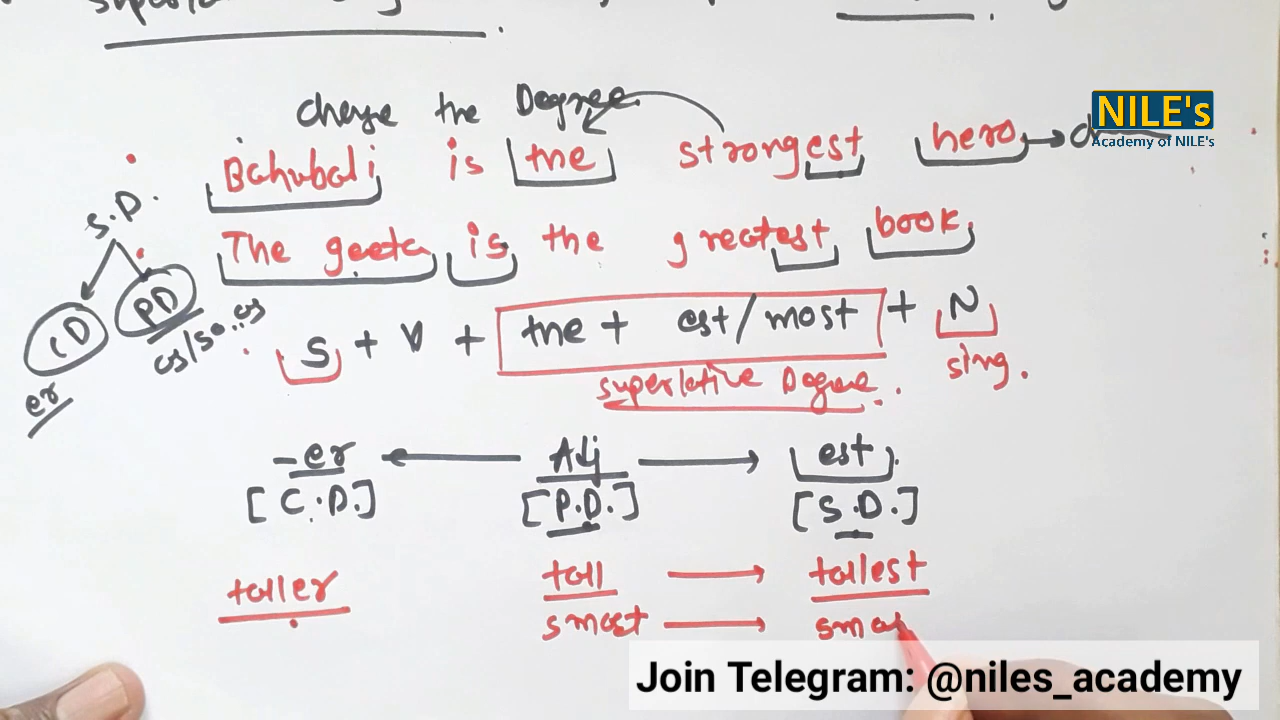 change the Degree.
NILE's
Academy of NILE's
Bahubali is the strongest hero →
S.D.
The geeta is the greatest book.
CD PD
as/so..as
er
S + V + the + est/most + N
superlative Degree. sing.
-er ← Adj → est.
[C.D.] [P.D.] [S.D.]
taller tall → tallest
smart → sma
Join Telegram: @niles_academy